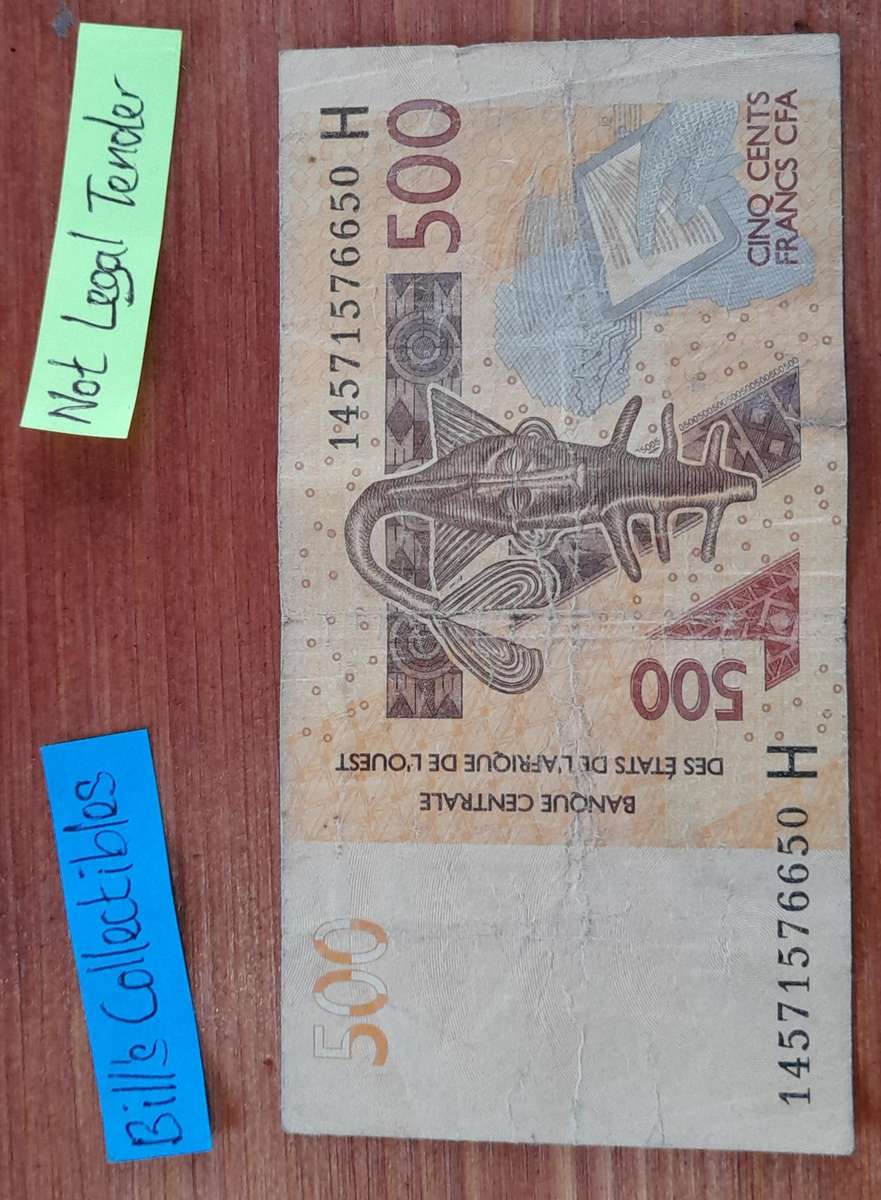 Not Legal Tender
Bill's Collectibles
14571576650 H
500
CINQ CENTS
FRANCS CFA
BANQUE CENTRALE
DES ÉTATS DE L'AFRIQUE DE L'OUEST
500
500
14571576650 H